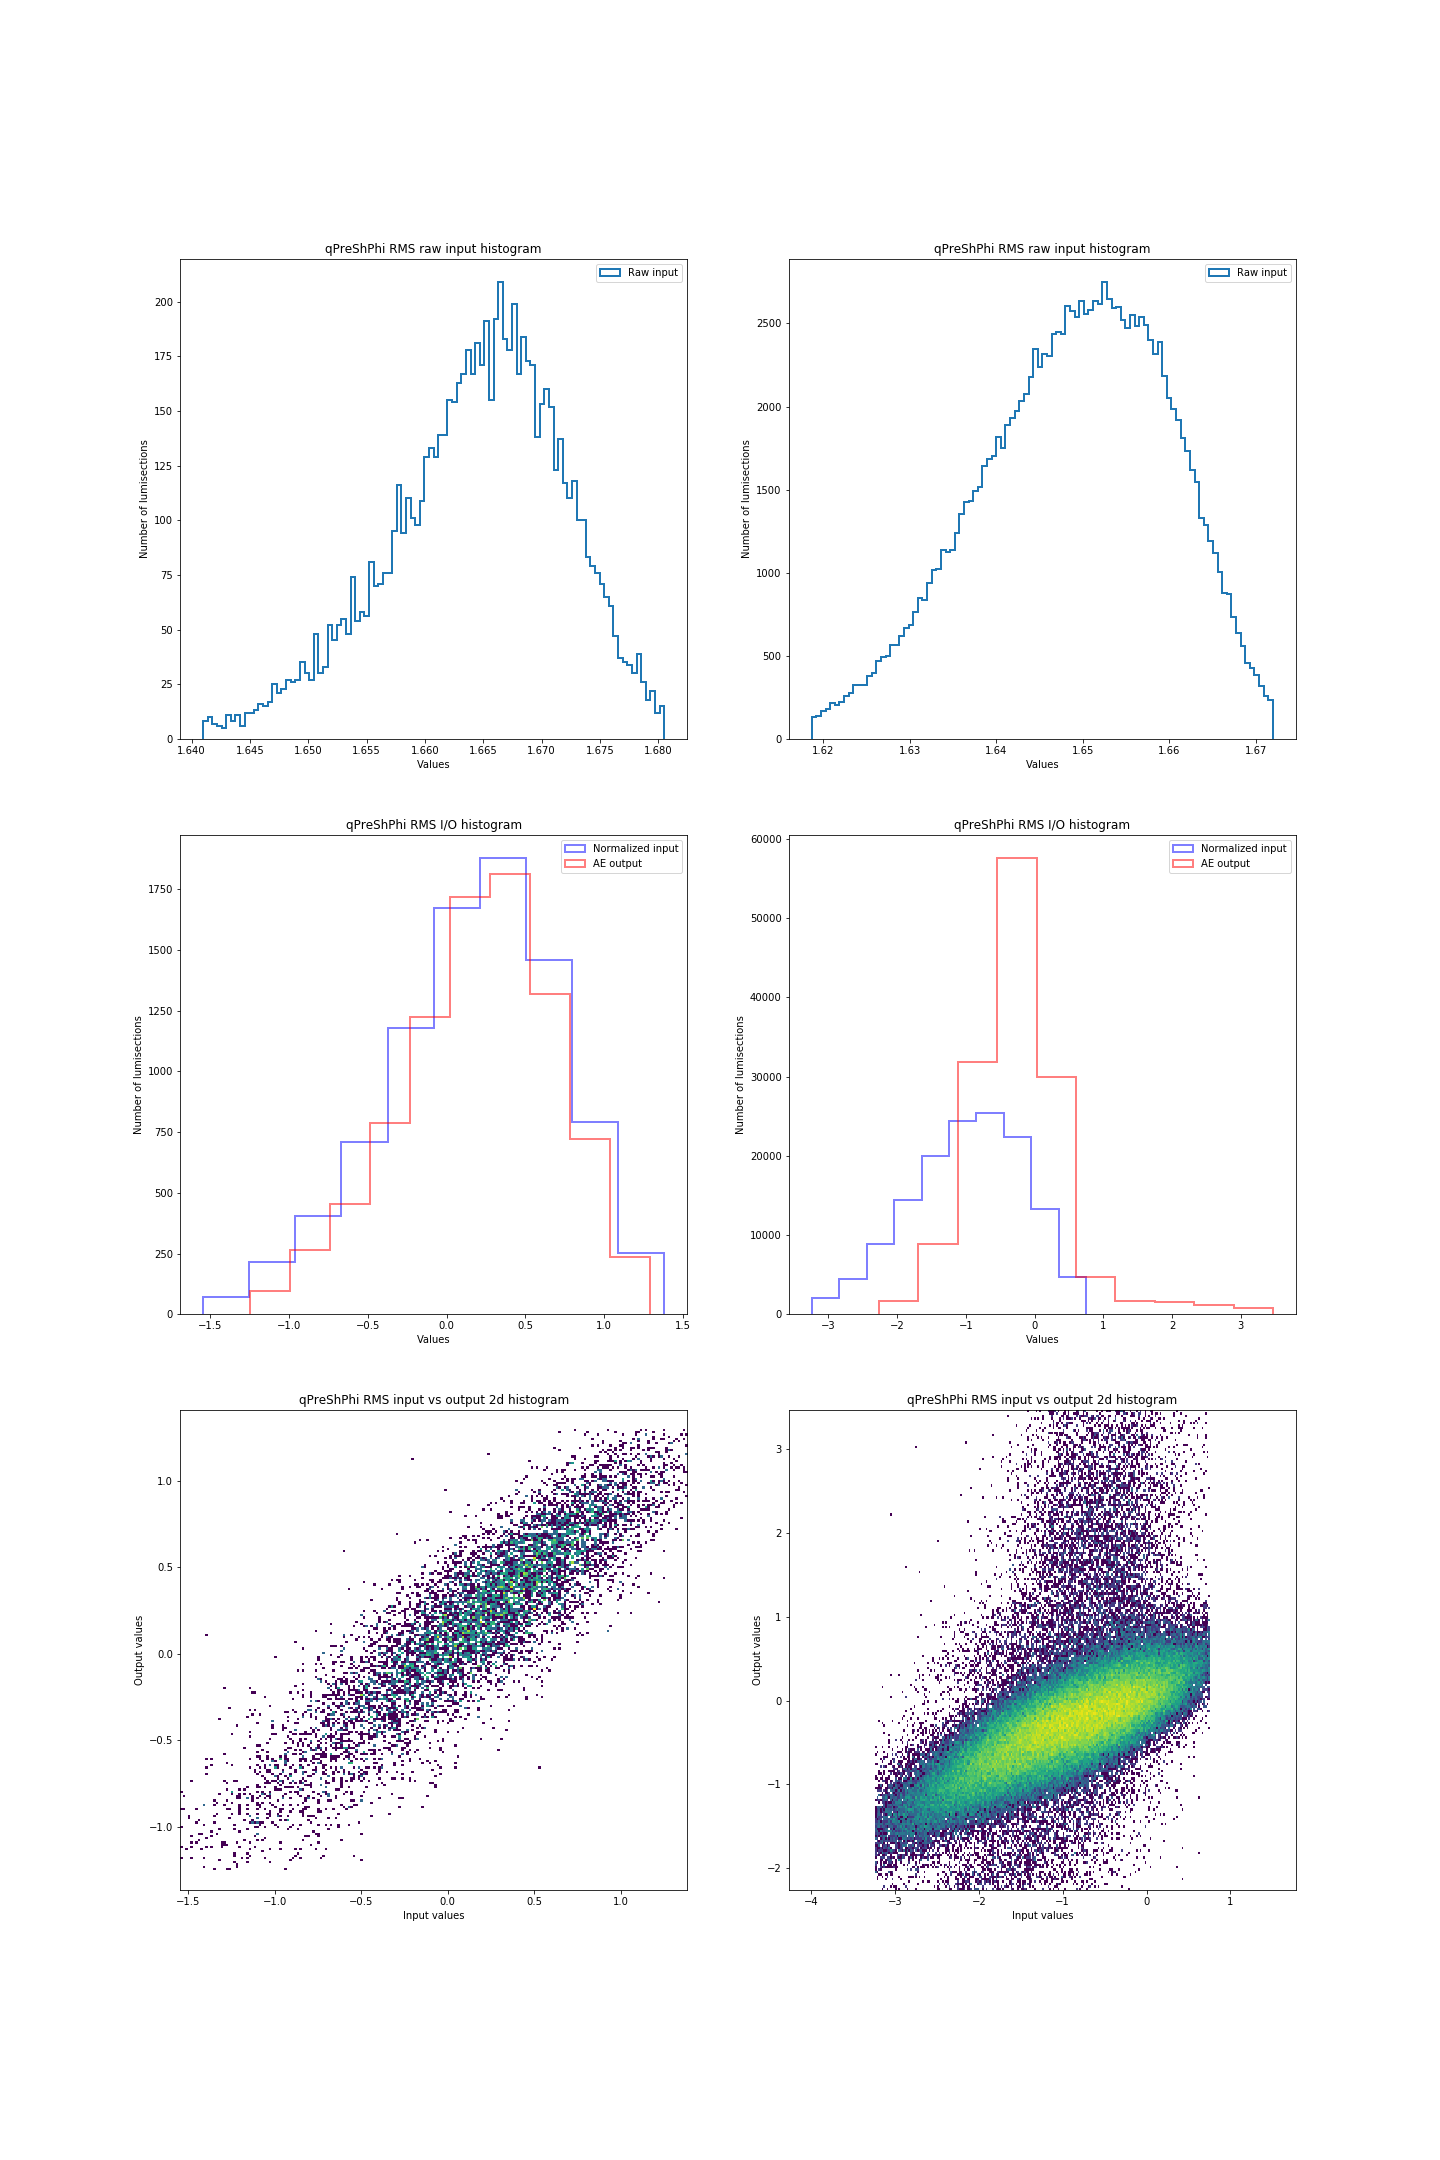 qPreShPhi RMS raw input histogram
Raw input
200
175
150
125
100
75
50
25
0
Number of lumisections
1.640 1.645 1.650 1.655 1.660 1.665 1.670 1.675 1.680
Values
qPreShPhi RMS raw input histogram
Raw input
2500
2000
1500
1000
500
0
Number of lumisections
1.62 1.63 1.64 1.65 1.66 1.67
Values
qPreShPhi RMS I/O histogram
Normalized input
AE output
1750
1500
1250
1000
750
500
250
0
Number of lumisections
−1.5 −1.0 −0.5 0.0 0.5 1.0 1.5
Values
qPreShPhi RMS I/O histogram
Normalized input
AE output
60000
50000
40000
30000
20000
10000
0
Number of lumisections
−3 −2 −1 0 1 2 3
Values
qPreShPhi RMS input vs output 2d histogram
1.0
0.5
0.0
−0.5
−1.0
Output values
−1.5 −1.0 −0.5 0.0 0.5 1.0
Input values
qPreShPhi RMS input vs output 2d histogram
3
2
1
0
−1
−2
Output values
−4 −3 −2 −1 0 1
Input values